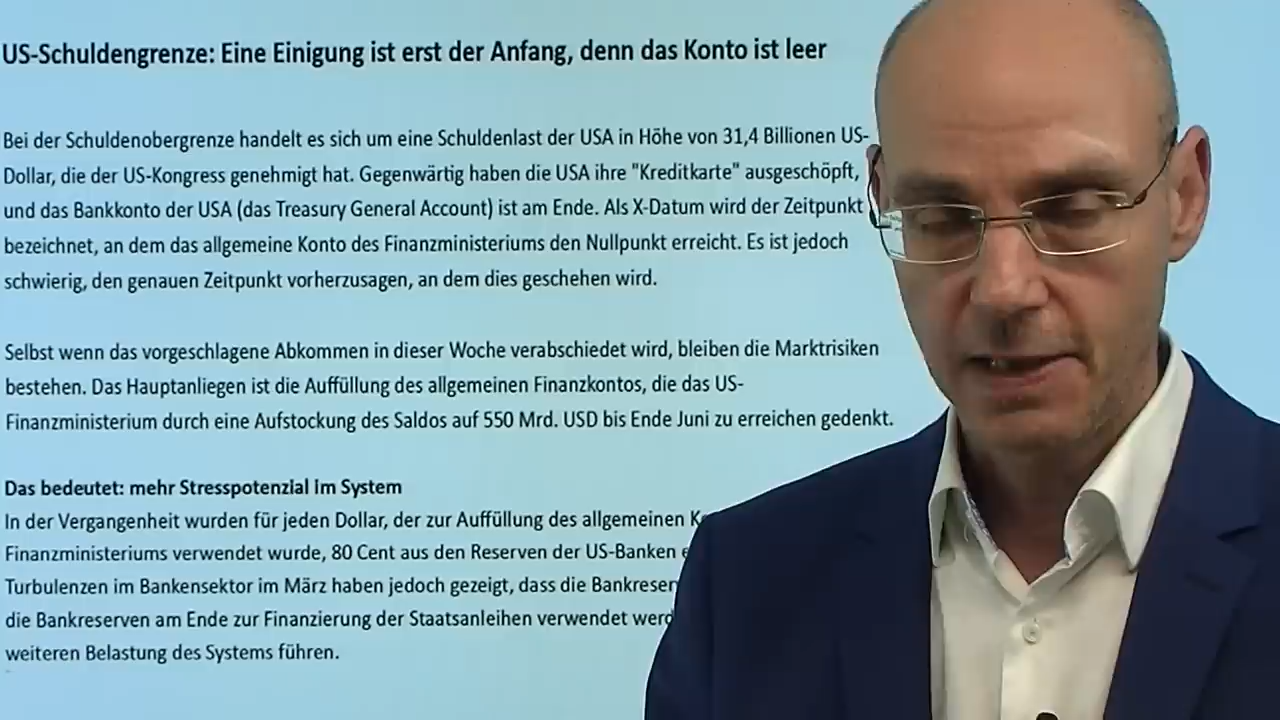 US-Schuldengrenze: Eine Einigung ist erst der Anfang, denn das Konto ist leer
Bei der Schuldenobergrenze handelt es sich um eine Schuldenlast der USA in Höhe von 31,4 Billionen US-
Dollar, die der US-Kongress genehmigt hat. Gegenwärtig haben die USA ihre "Kreditkarte" ausgeschöpft,
und das Bankkonto der USA (das Treasury General Account) ist am Ende. Als X-Datum wird der Zeitpunkt
bezeichnet, an dem das allgemeine Konto des Finanzministeriums den Nullpunkt erreicht. Es ist jedoch
schwierig, den genauen Zeitpunkt vorherzusagen, an dem dies geschehen wird.
Selbst wenn das vorgeschlagene Abkommen in dieser Woche verabschiedet wird, bleiben die Marktrisiken
bestehen. Das Hauptanliegen ist die Auffüllung des allgemeinen Finanzkontos, die das US-
Finanzministerium durch eine Aufstockung des Saldos auf 550 Mrd. USD bis Ende Juni zu erreichen gedenkt.
Das bedeutet: mehr Stresspotenzial im System
In der Vergangenheit wurden für jeden Dollar, der zur Auffüllung des allgemeinen
Finanzministeriums verwendet wurde, 80 Cent aus den Reserven der US-Banken
Turbulenzen im Bankensektor im März haben jedoch gezeigt, dass die
die Bankreserven am Ende zur Finanzierung der Staatsanleihen verwendet
weiteren Belastung des Systems führen.